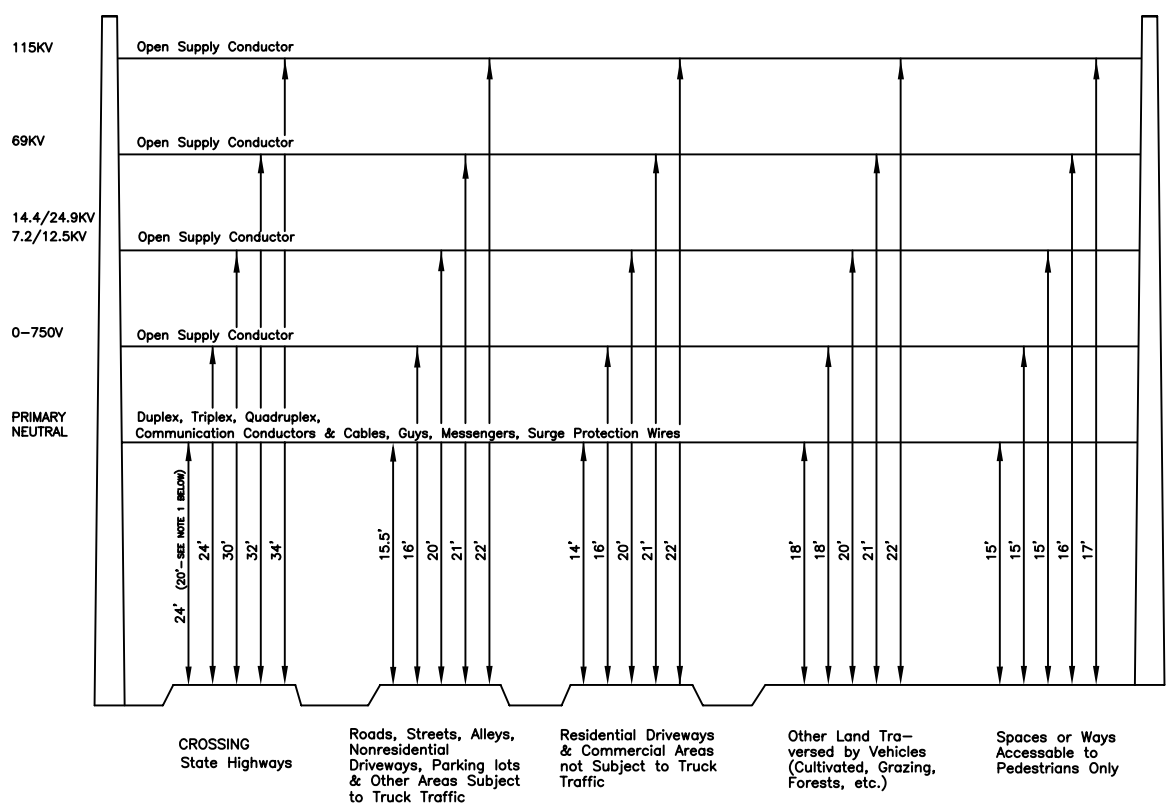 115KV
Open Supply Conductor
69KV
Open Supply Conductor
14.4/24.9KV
7.2/12.5KV
Open Supply Conductor
0-750V
Open Supply Conductor
PRIMARY
NEUTRAL
Duplex, Triplex, Quadruplex,
Communication Conductors & Cables, Guys, Messengers, Surge Protection Wires
24' (20'-SEE NOTE 1 BELOW)
24'
30'
32'
34'
15.5'
16'
20'
21'
22'
14'
16'
20'
21'
22'
18'
18'
20'
21'
22'
15'
15'
15'
16'
17'
CROSSING
State Highways
Roads, Streets, Alleys,
Nonresidential
Driveways, Parking lots
& Other Areas Subject
to Truck Traffic
Residential Driveways
& Commercial Areas
not Subject to Truck
Traffic
Other Land Tra-
versed by Vehicles
(Cultivated, Grazing,
Forests, etc.)
Spaces or Ways
Accessable to
Pedestrians Only